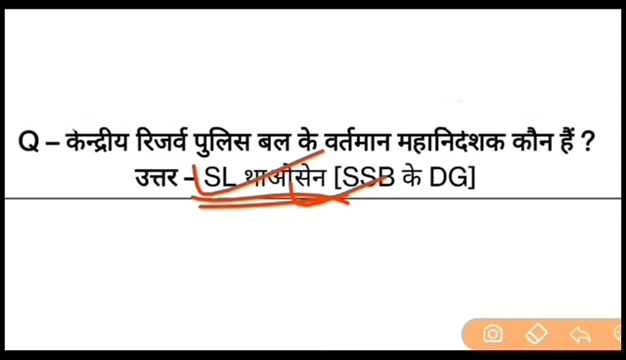 Q – केन्द्रीय रिजर्व पुलिस बल के वर्तमान महानिदेशक कौन हैं ?
उत्तर – SL थाओसेन [SSB के DG]